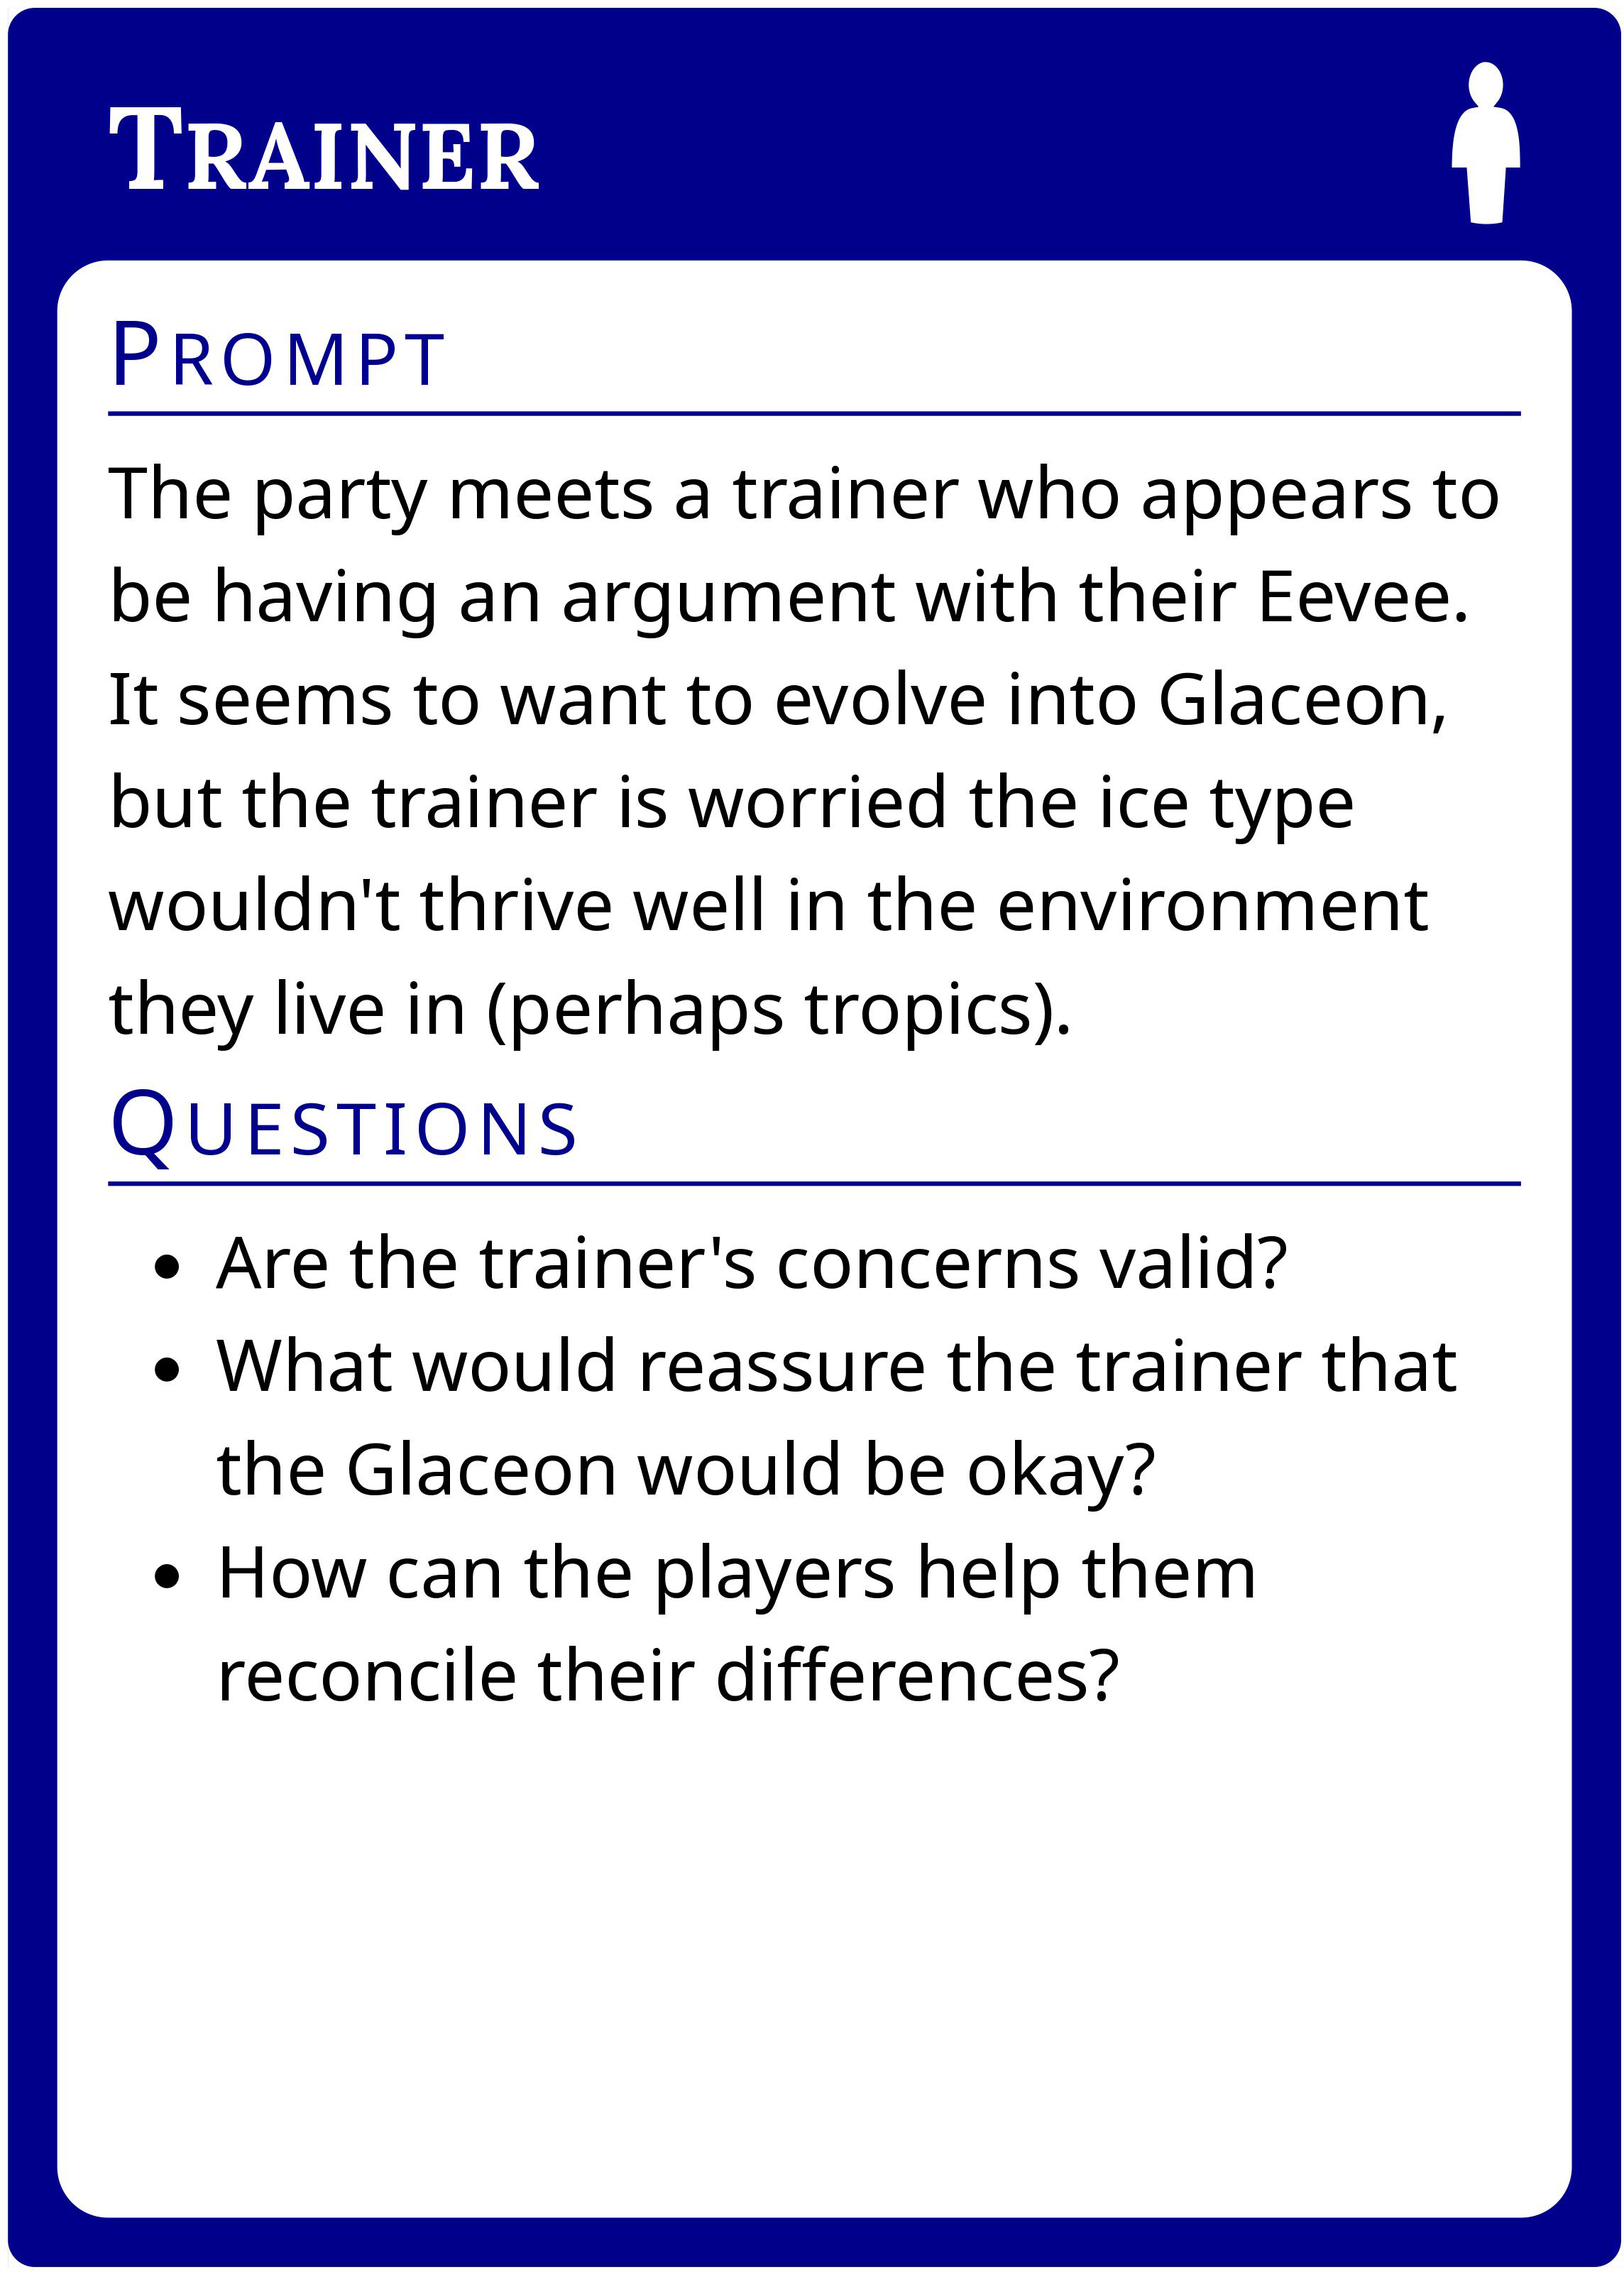 Trainer
Prompt
The party meets a trainer who appears to
be having an argument with their Eevee.
It seems to want to evolve into Glaceon,
but the trainer is worried the ice type
wouldn't thrive well in the environment
they live in (perhaps tropics).
Questions
• Are the trainer's concerns valid?
• What would reassure the trainer that
the Glaceon would be okay?
• How can the players help them
reconcile their differences?